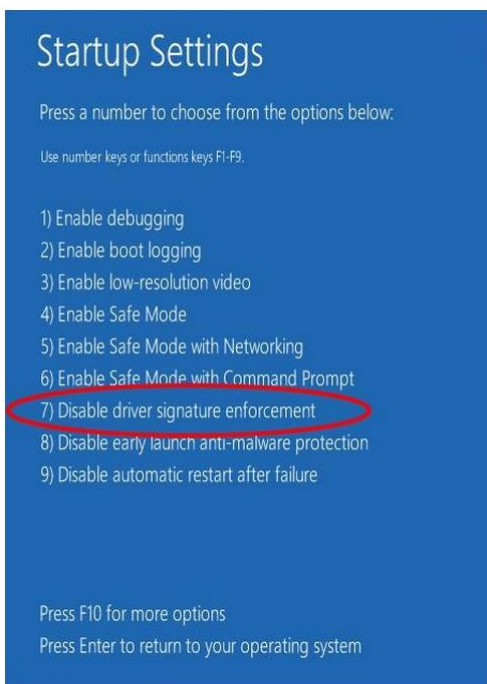 Startup Settings
Press a number to choose from the options below:
Use number keys or functions keys F1-F9.
1) Enable debugging
2) Enable boot logging
3) Enable low-resolution video
4) Enable Safe Mode
5) Enable Safe Mode with Networking
6) Enable Safe Mode with Command Prompt
7) Disable driver signature enforcement
8) Disable early launch anti-malware protection
9) Disable automatic restart after failure
Press F10 for more options
Press Enter to return to your operating system